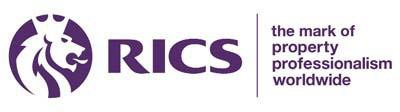 RICS
the mark of
property
professionalism
worldwide